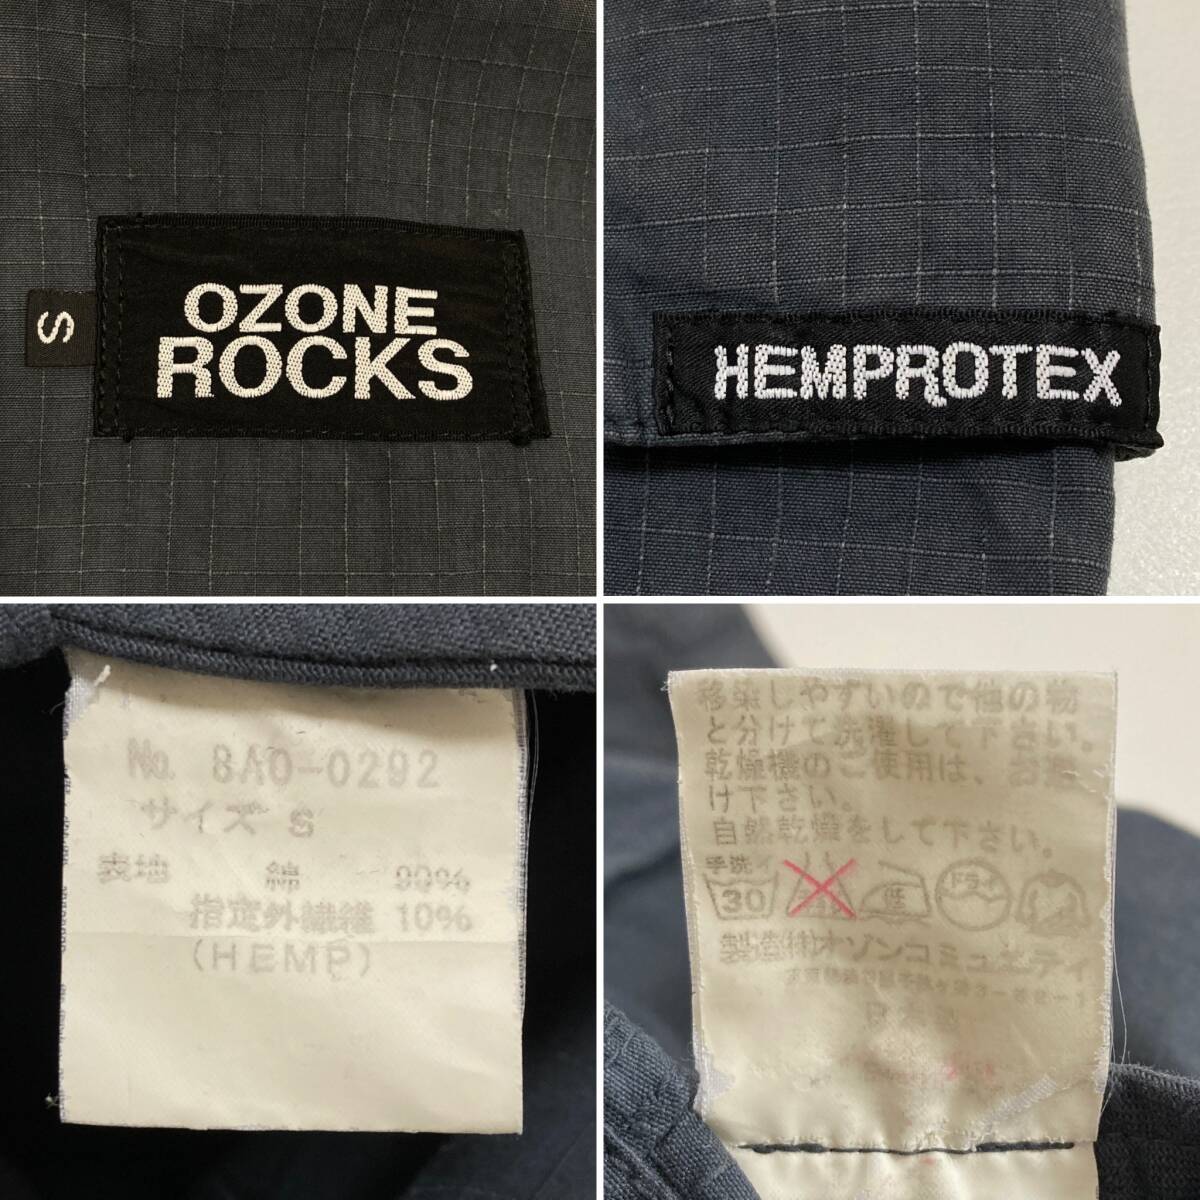 OZONE
ROCKS
S
HEMPROTEX
No. 8A0-0292
サイズ S
表地 綿 90%
指定外繊維 10%
(HEMP)
移染しやすいので他の物
と分けて洗濯して下さい。
乾燥機のご使用は、お避
け下さい。
自然乾燥をして下さい。
手洗イ
30 低 ドライ
製造(株)オゾンコミュニティ